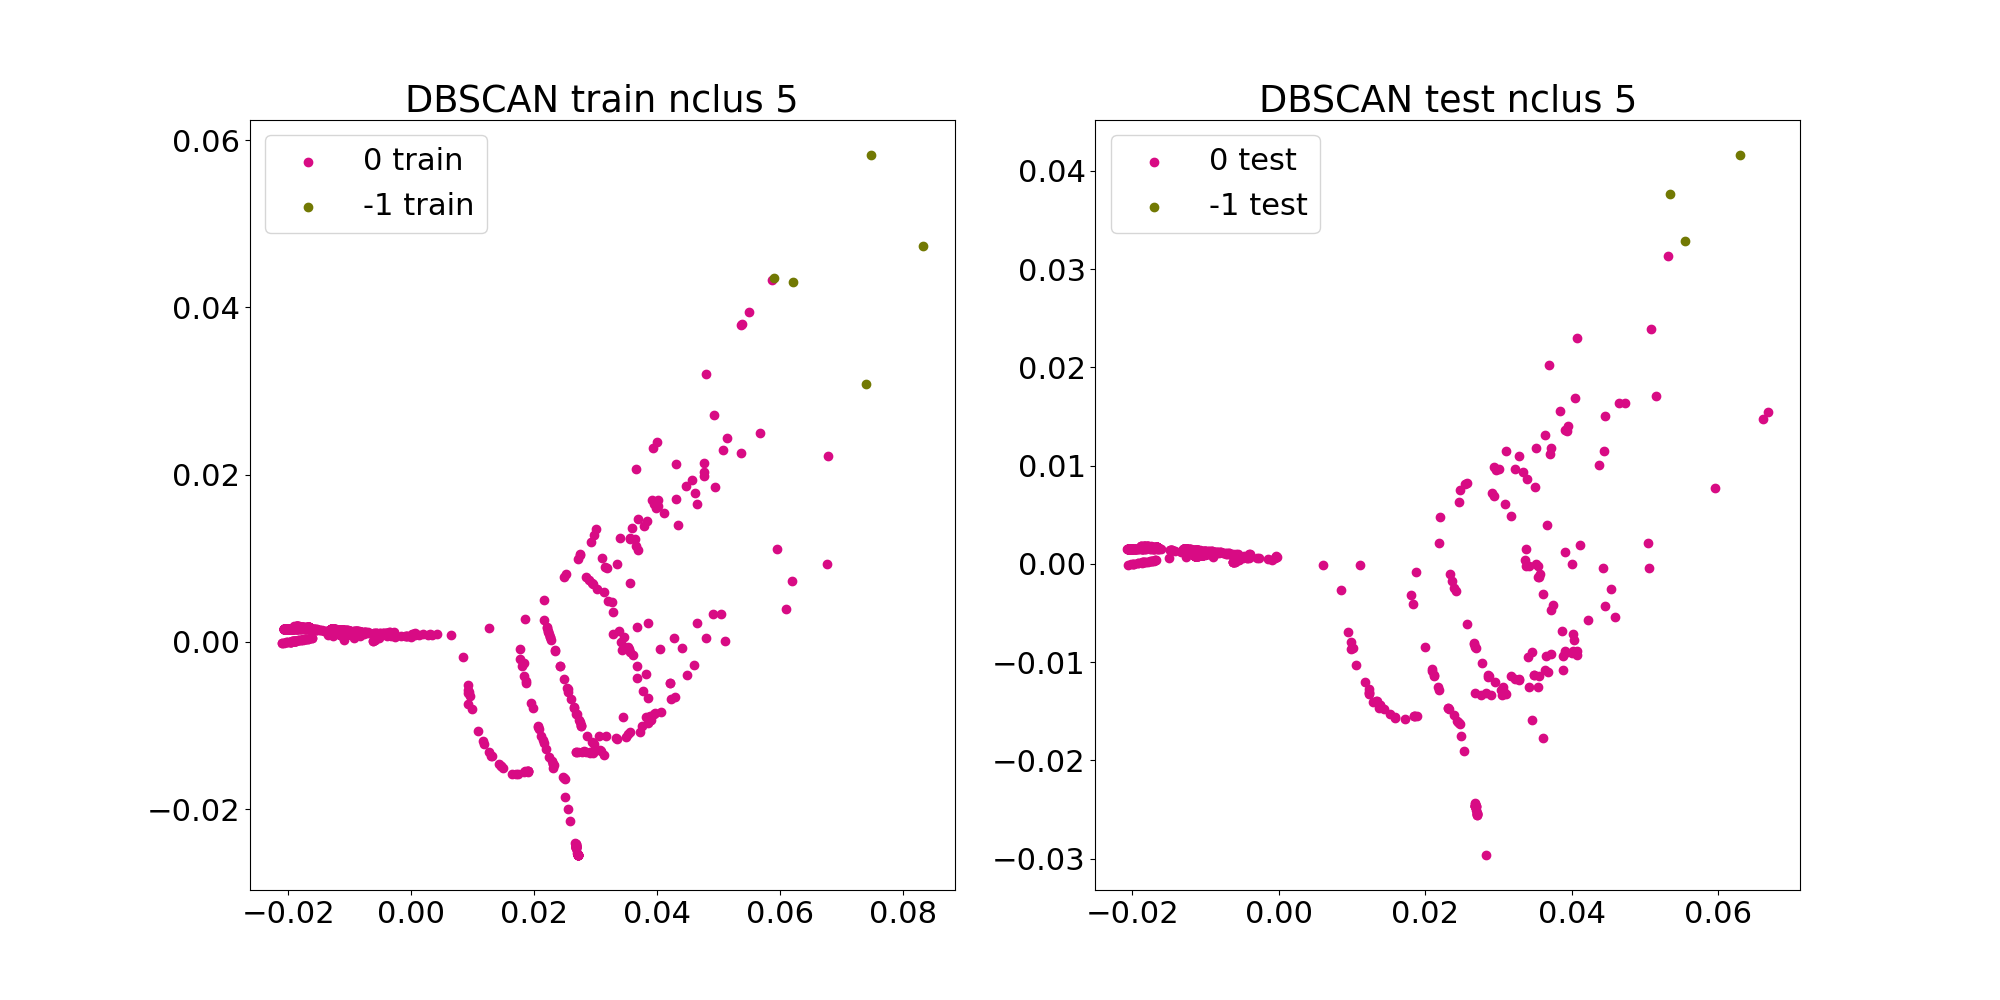 DBSCAN train nclus 5
0 train
-1 train
0.06
0.04
0.02
0.00
−0.02
−0.02 0.00 0.02 0.04 0.06 0.08
DBSCAN test nclus 5
0 test
-1 test
0.04
0.03
0.02
0.01
0.00
−0.01
−0.02
−0.03
−0.02 0.00 0.02 0.04 0.06